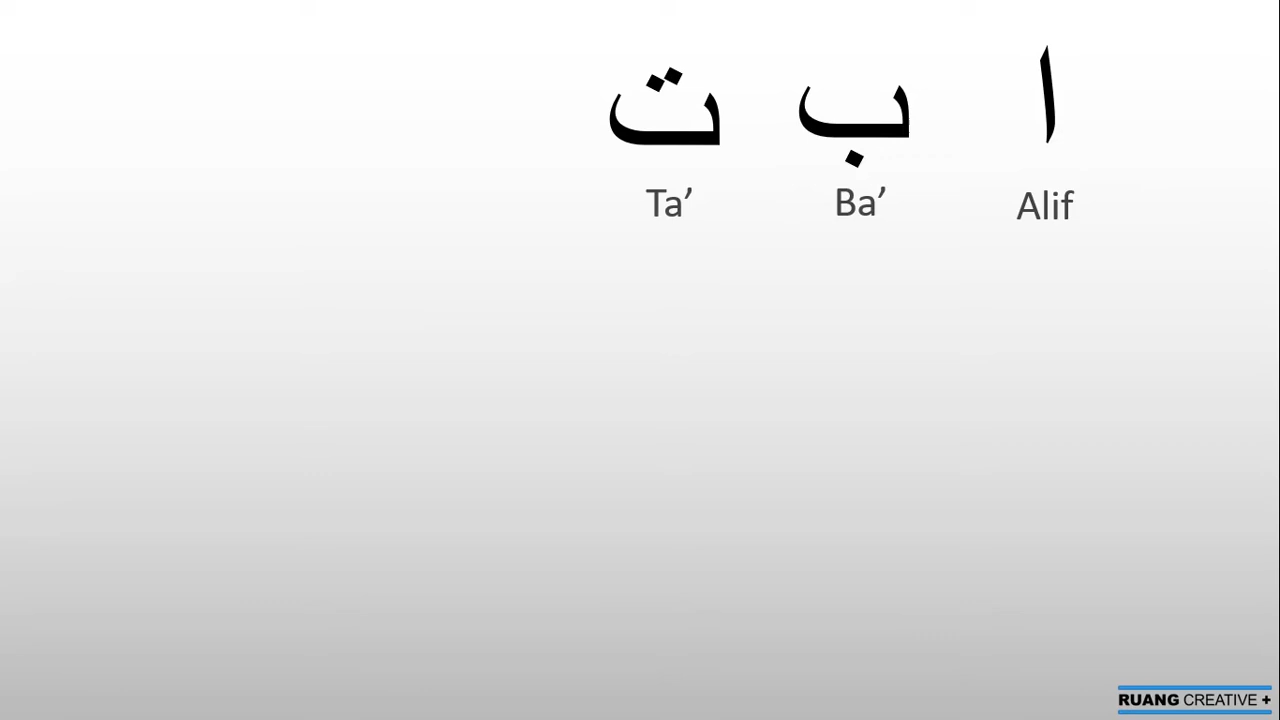 ا ب ت
Alif Ba’ Ta’
RUANG CREATIVE +